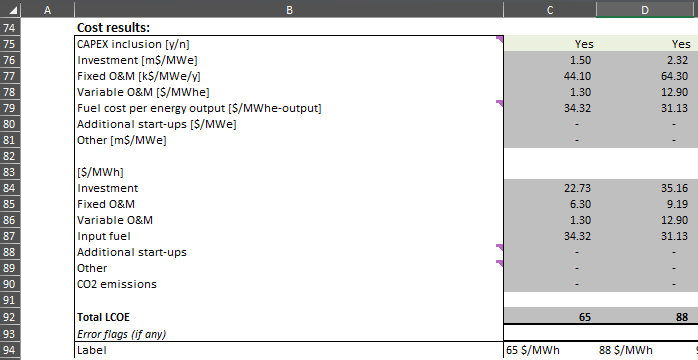 A B C D
74 Cost results:
75 CAPEX inclusion [y/n] Yes Yes
76 Investment [m$/MWe] 1.50 2.32
77 Fixed O&M [k$/MWe/y] 44.10 64.30
78 Variable O&M [$/MWhe] 1.30 12.90
79 Fuel cost per energy output [$/MWhe-output] 34.32 31.13
80 Additional start-ups [$/MWe] - -
81 Other [m$/MWe] - -
82
83 [$/MWh]
84 Investment 22.73 35.16
85 Fixed O&M 6.30 9.19
86 Variable O&M 1.30 12.90
87 Input fuel 34.32 31.13
88 Additional start-ups - -
89 Other - -
90 CO2 emissions - -
91
92 Total LCOE 65 88
93 Error flags (if any)
94 Label 65 $/MWh 88 $/MWh